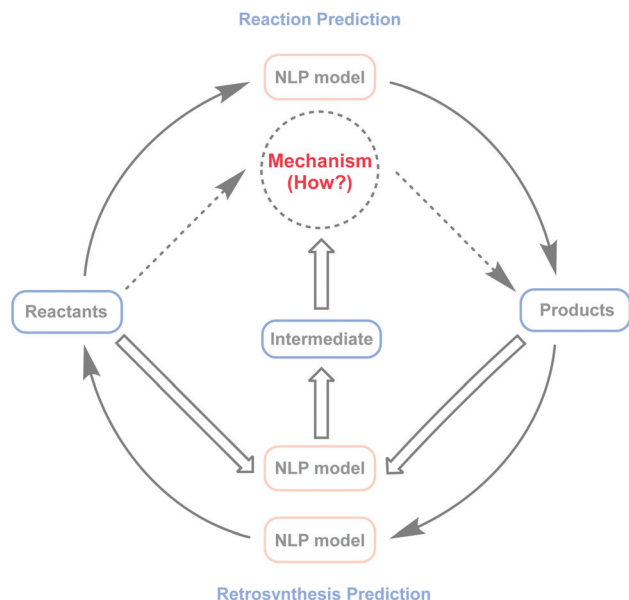 Reaction Prediction
NLP model
Mechanism
(How?)
Reactants
Products
Intermediate
NLP model
NLP model
Retrosynthesis Prediction